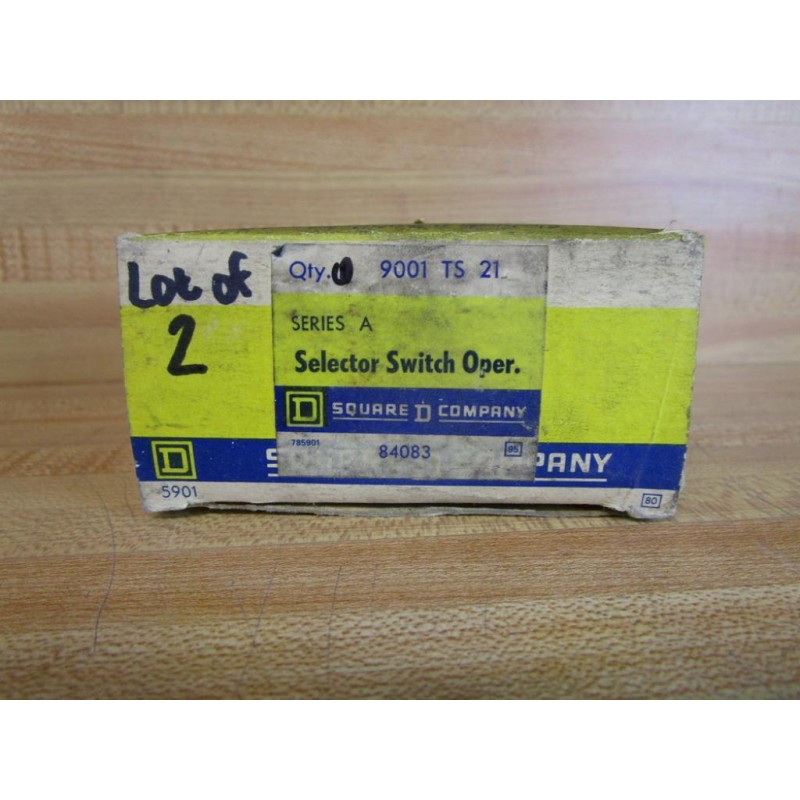 Lot of
2
Qty. 9001 TS 21
SERIES A
Selector Switch Oper.
D SQUARE D COMPANY
785901
84083
85
D
PANY
5901
80